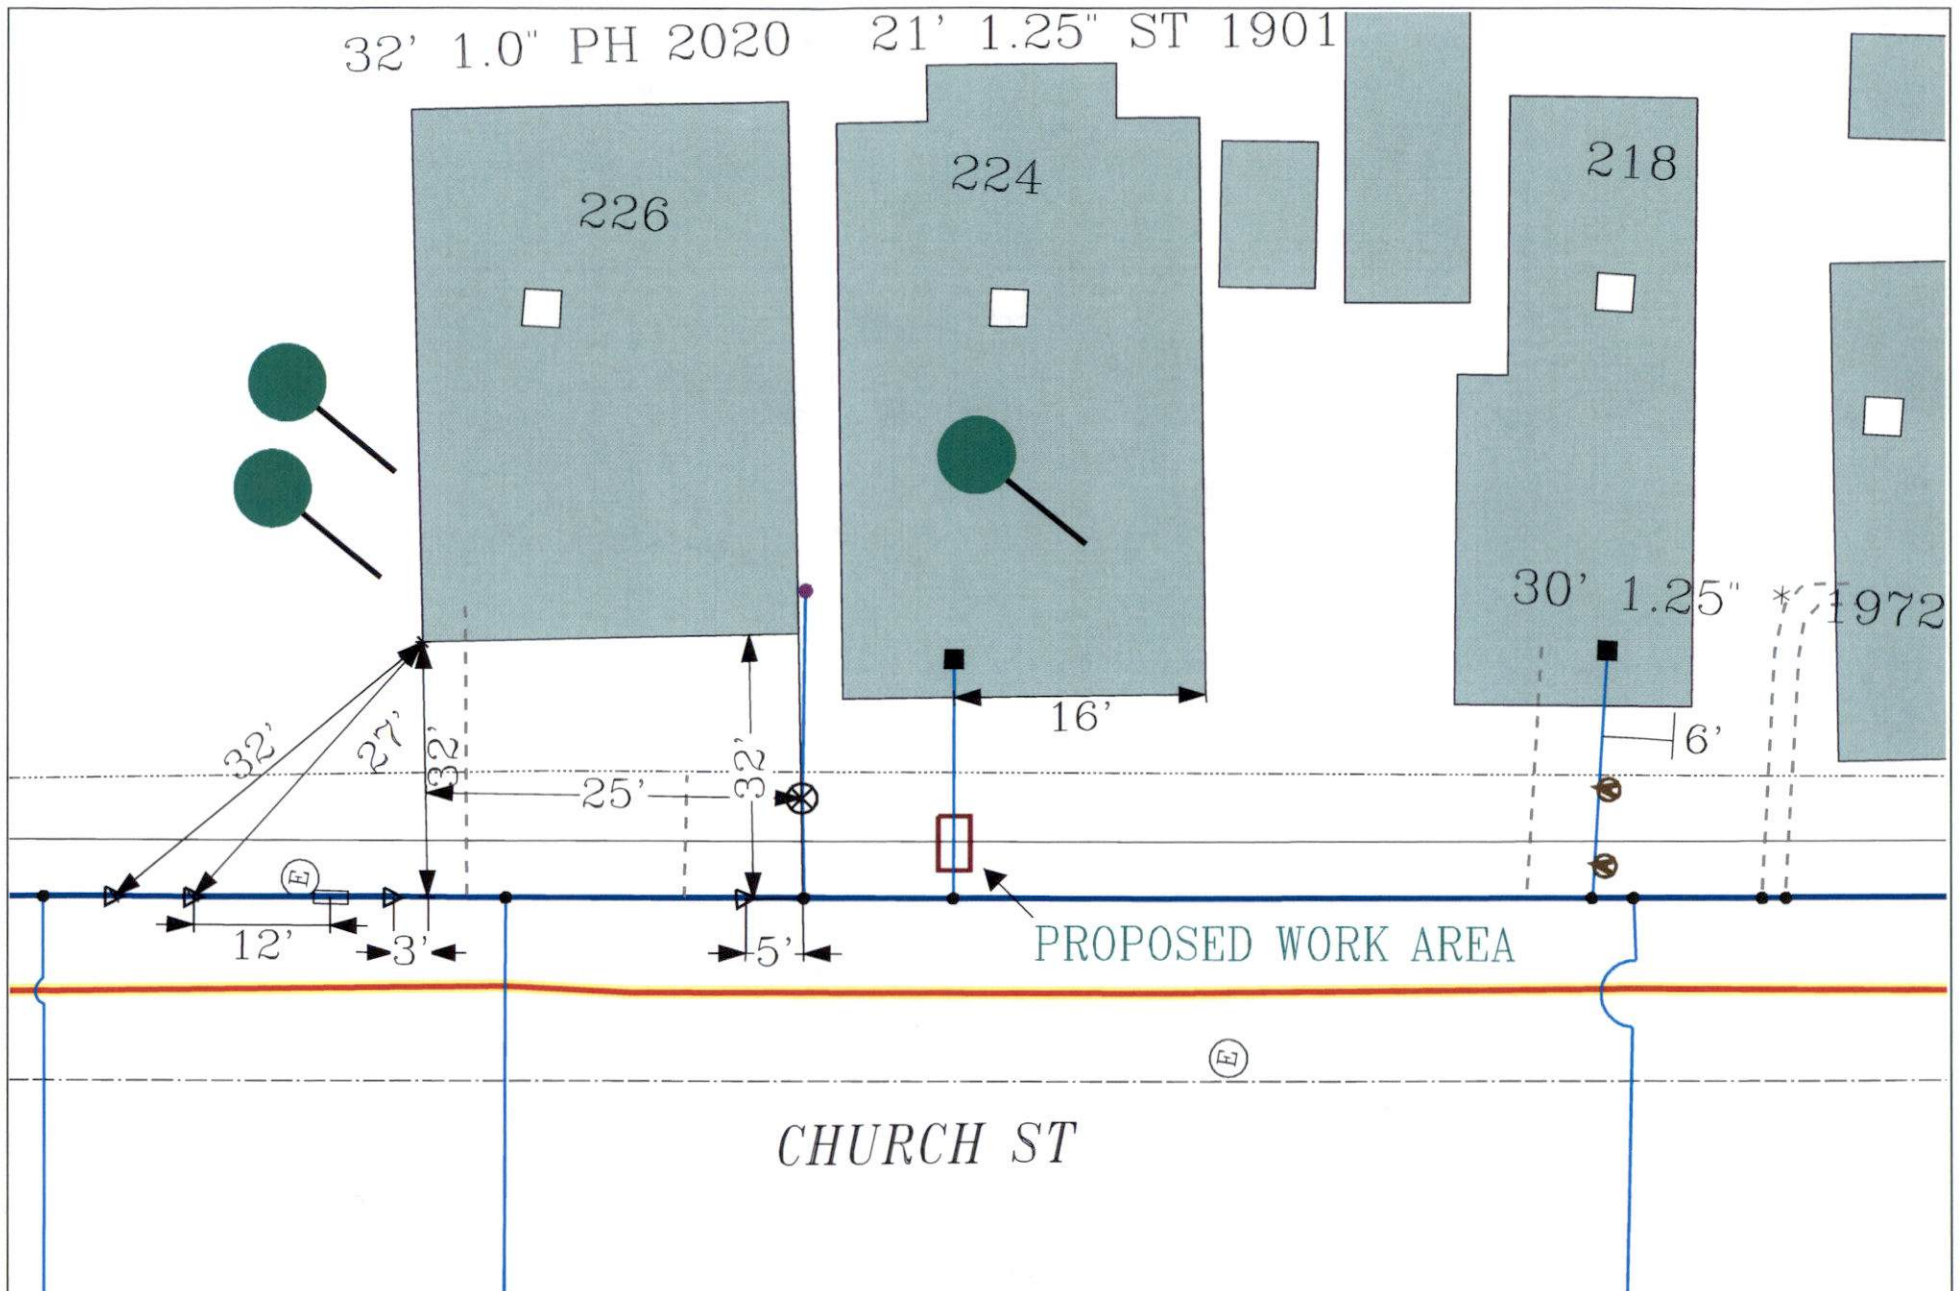 32' 1.0" PH 2020
21' 1.25" ST 1901
226
224
218
30' 1.25" * 1972
32'
27'
32'
25'
32'
16'
6'
E
12'
3'
5'
PROPOSED WORK AREA
E
CHURCH ST